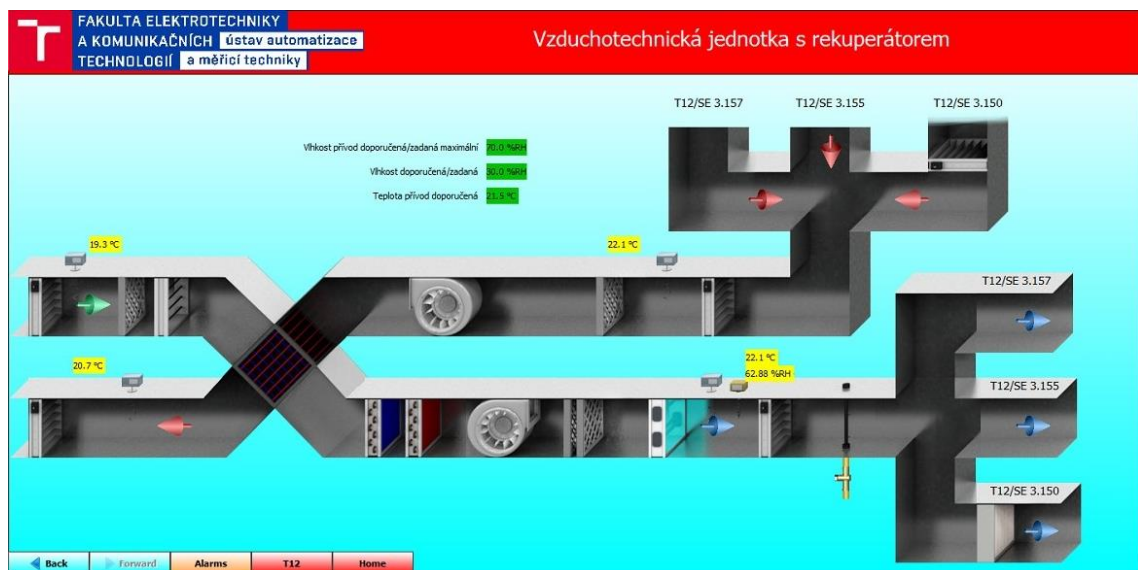 FAKULTA ELEKTROTECHNIKY
A KOMUNIKAČNÍCH ústav automatizace
TECHNOLOGIÍ a měřicí techniky
Vzduchotechnická jednotka s rekuperátorem
T12/SE 3.157
T12/SE 3.155
T12/SE 3.150
Vlhkost přívod doporučená/zadaná maximální 70.0 %RH
Vlhkost doporučená/zadaná 30.0 %RH
Teplota přívod doporučená 21.5 °C
19.3 °C
22.1 °C
T12/SE 3.157
20.7 °C
22.1 °C
62.88 %RH
T12/SE 3.155
T12/SE 3.150
Back
Forward
Alarms
T12
Home